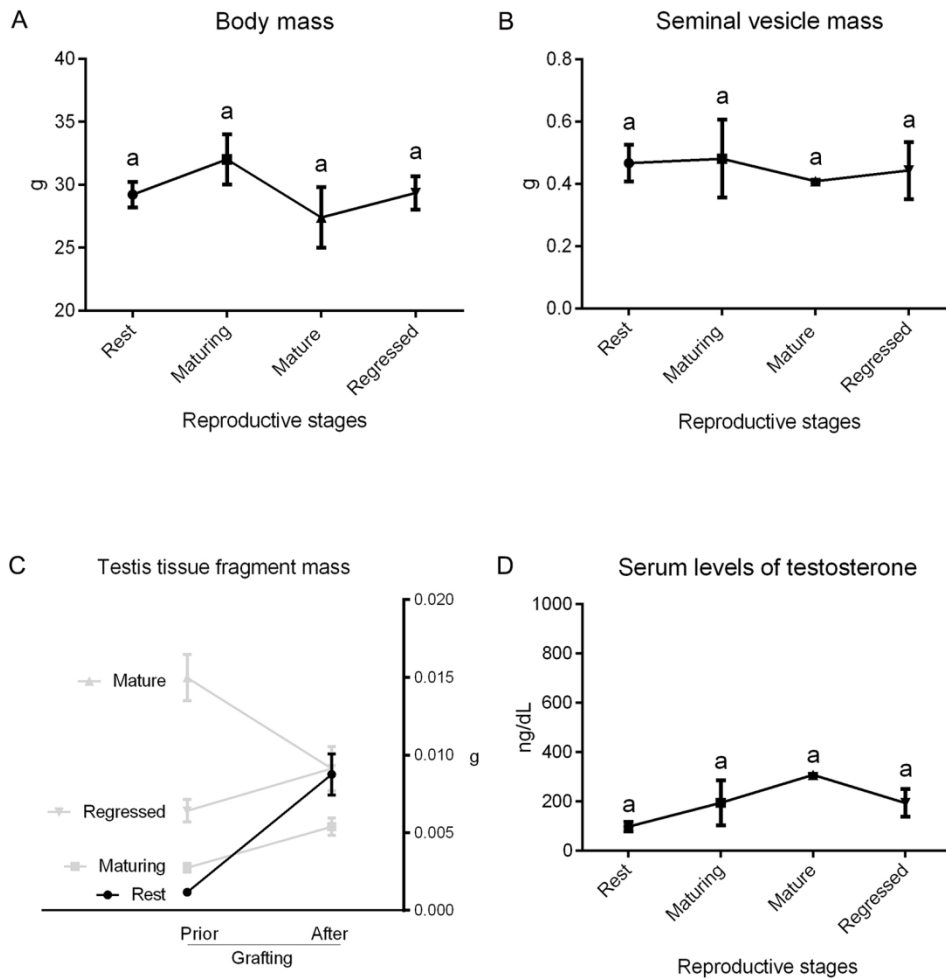 A
Body mass
40
35
30
25
20
g
a
a
a
a
Rest
Maturing
Mature
Regressed
Reproductive stages
B
Seminal vesicle mass
0.8
0.6
0.4
0.2
0.0
g
a
a
a
a
Rest
Maturing
Mature
Regressed
Reproductive stages
C
Testis tissue fragment mass
0.020
0.015
0.010
0.005
0.000
g
Mature
Regressed
Maturing
Rest
Prior After
Grafting
D
Serum levels of testosterone
1000
800
600
400
200
0
ng/dL
a
a
a
a
Rest
Maturing
Mature
Regressed
Reproductive stages